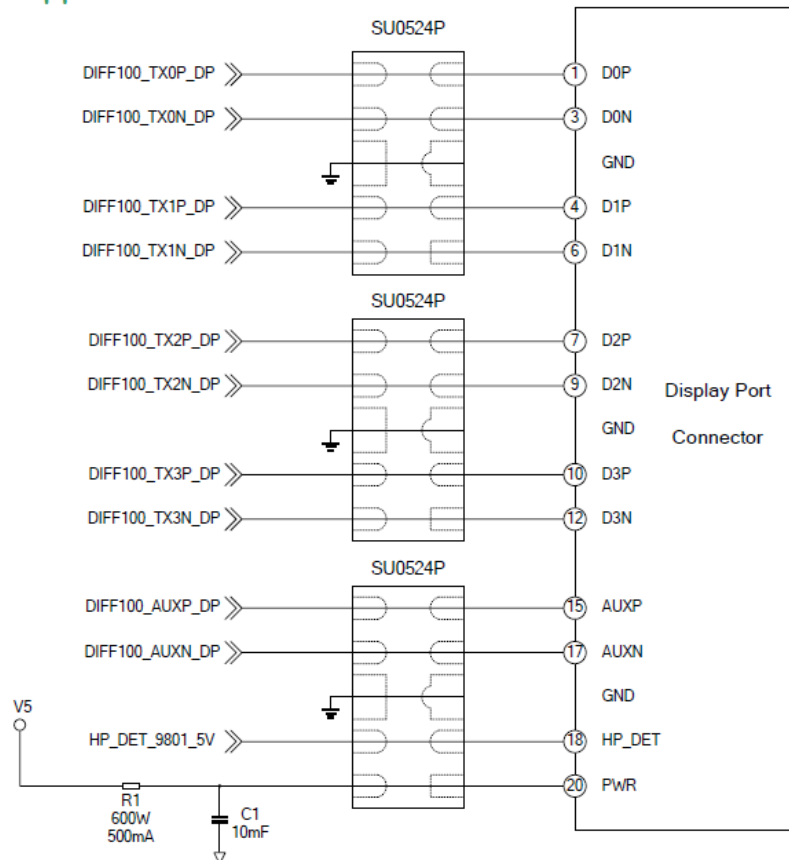 SU0524P
DIFF100_TX0P_DP 1 D0P
DIFF100_TX0N_DP 3 D0N
GND
DIFF100_TX1P_DP 4 D1P
DIFF100_TX1N_DP 6 D1N
SU0524P
DIFF100_TX2P_DP 7 D2P
DIFF100_TX2N_DP 9 D2N
Display Port
GND
Connector
DIFF100_TX3P_DP 10 D3P
DIFF100_TX3N_DP 12 D3N
SU0524P
DIFF100_AUXP_DP 15 AUXP
DIFF100_AUXN_DP 17 AUXN
GND
V5
HP_DET_9801_5V 18 HP_DET
20 PWR
R1
600W
500mA
C1
10mF